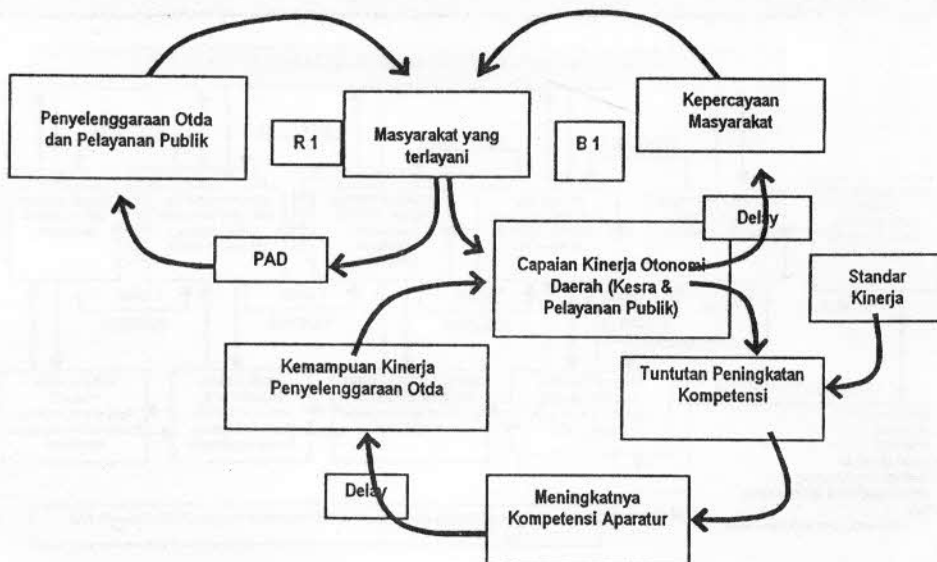 Penyelenggaraan Otda
dan Pelayanan Publik
R 1
Masyarakat yang
terlayani
B 1
Kepercayaan
Masyarakat
Delay
PAD
Capaian Kinerja Otonomi
Daerah (Kesra &
Pelayanan Publik)
Standar
Kinerja
Kemampuan Kinerja
Penyelenggaraan Otda
Tuntutan Peningkatan
Kompetensi
Delay
Meningkatnya
Kompetensi Aparatur